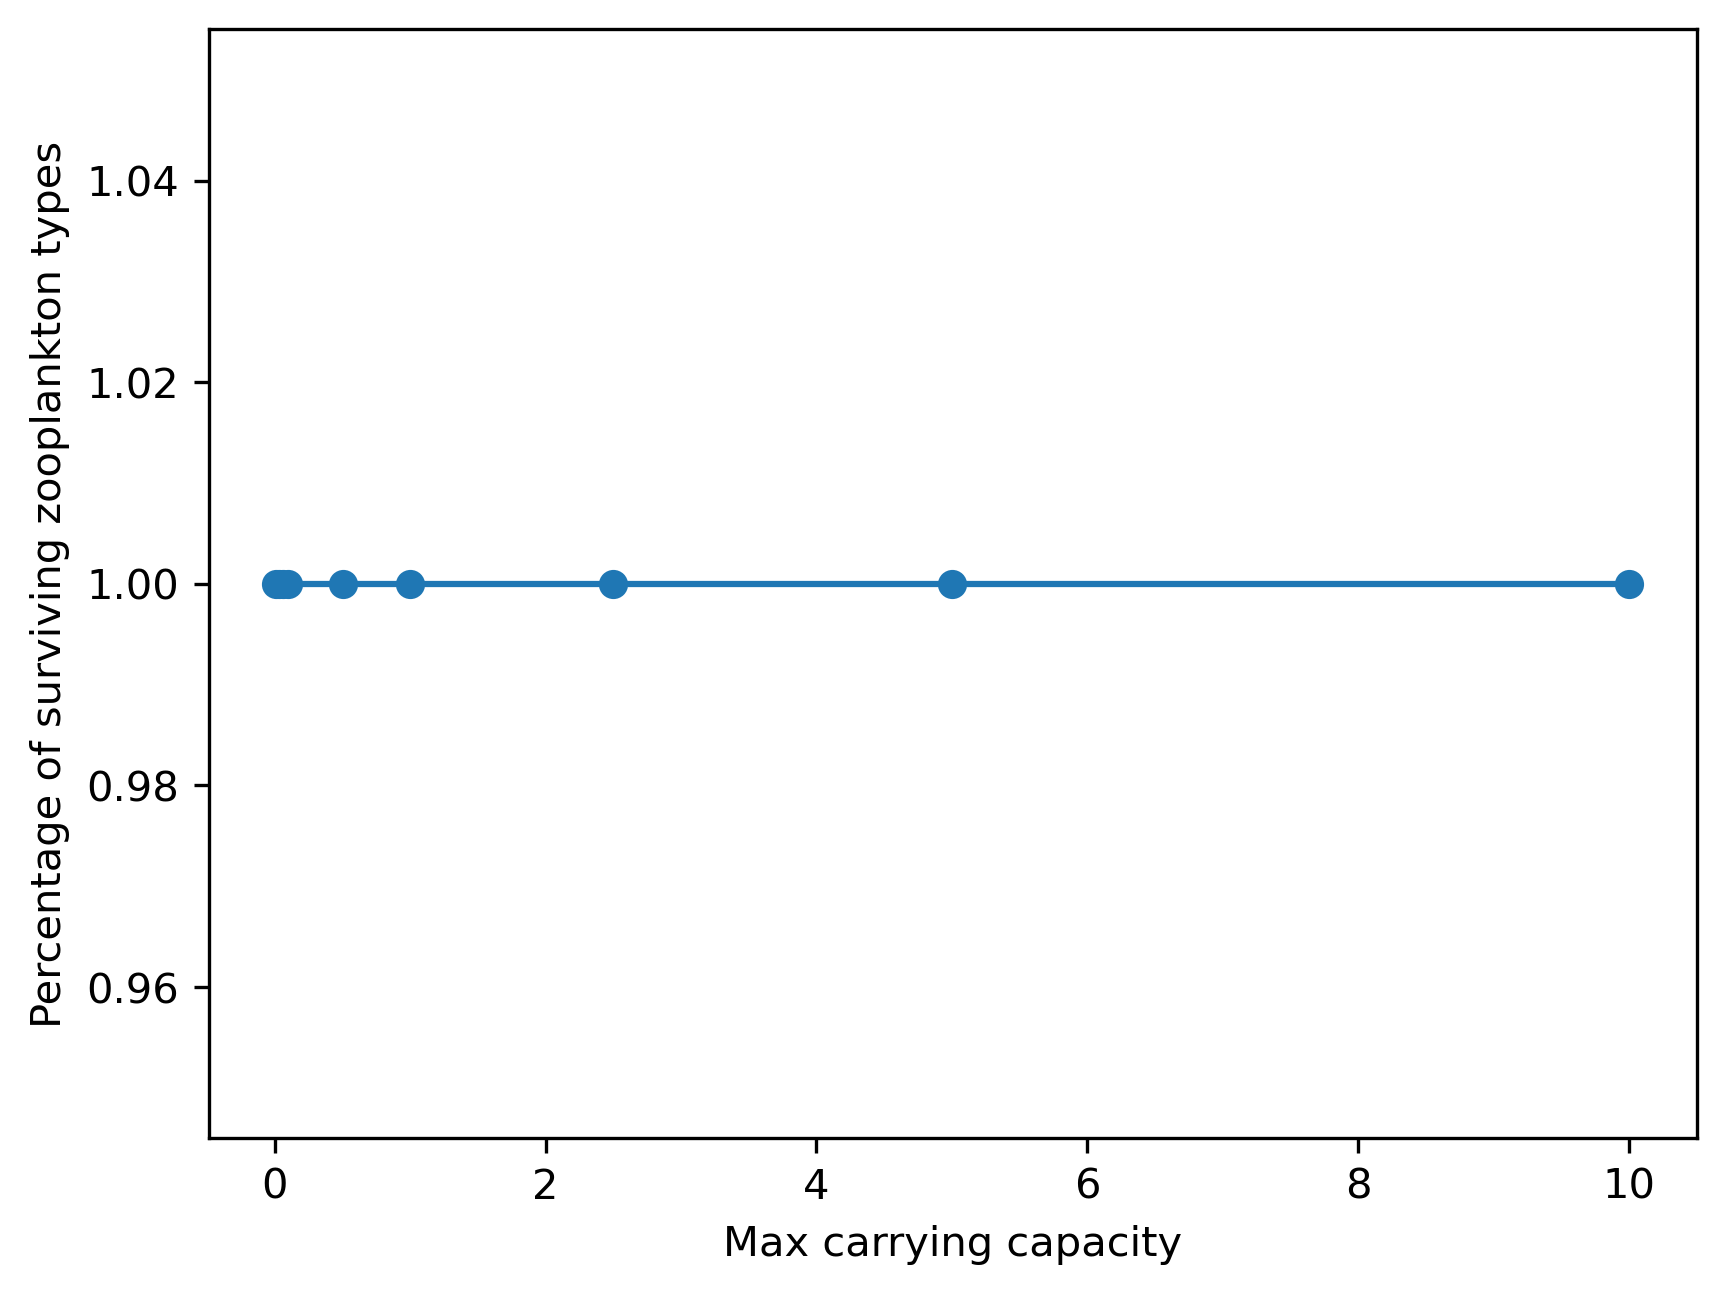 Percentage of surviving zooplankton types
1.04
1.02
1.00
0.98
0.96
0 2 4 6 8 10
Max carrying capacity